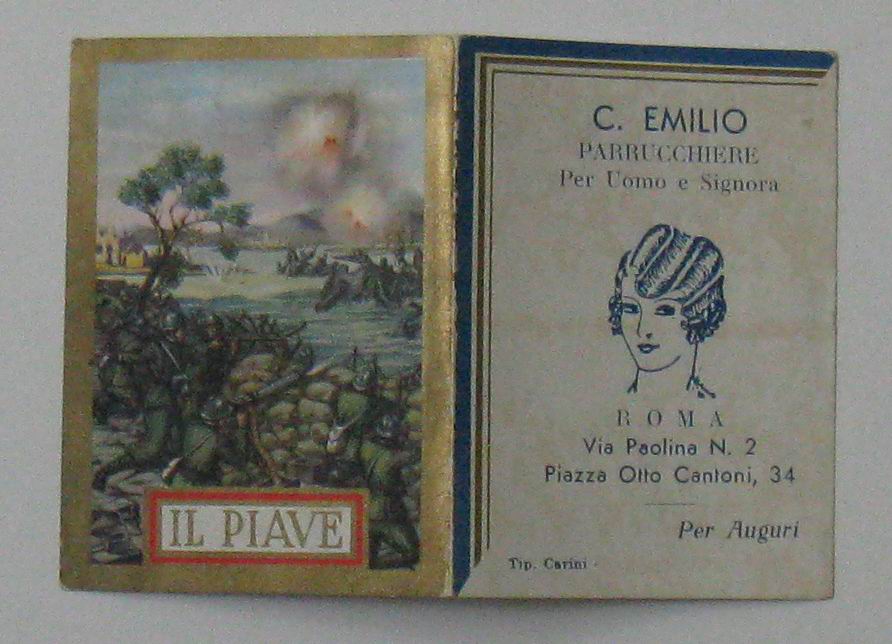 IL PIAVE
C. EMILIO
PARRUCCHIERE
Per Uomo e Signora
ROMA
Via Paolina N. 2
Piazza Otto Cantoni, 34
Per Auguri
Tip. Carini